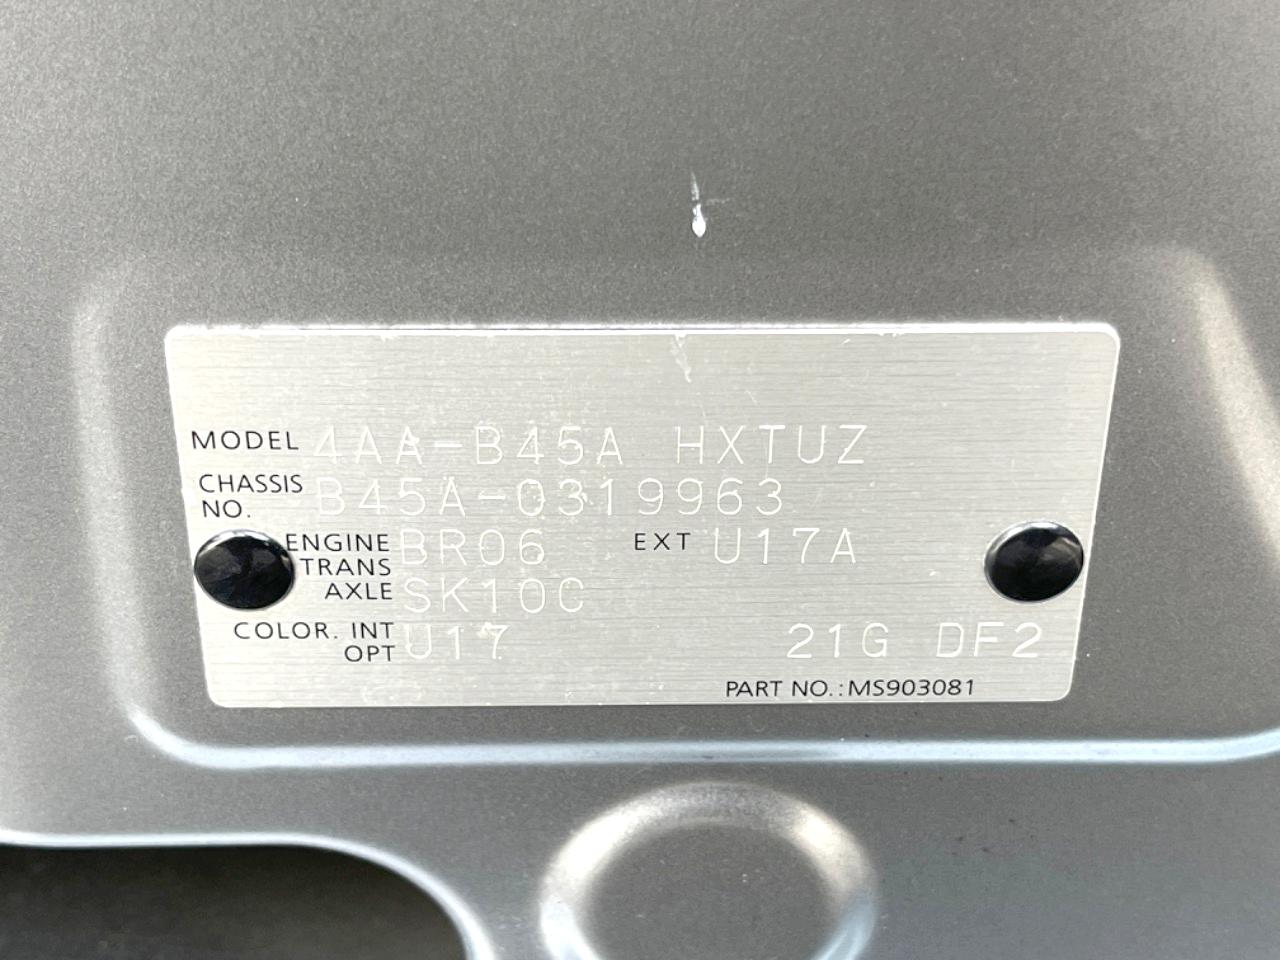 MODEL 4AA-B45A HXTUZ
CHASSIS NO. B45A-0319963
ENGINE BR06 EXT U17A
TRANS AXLE SK10C
COLOR. INT U17 21G DF2
OPT
PART NO.:MS903081